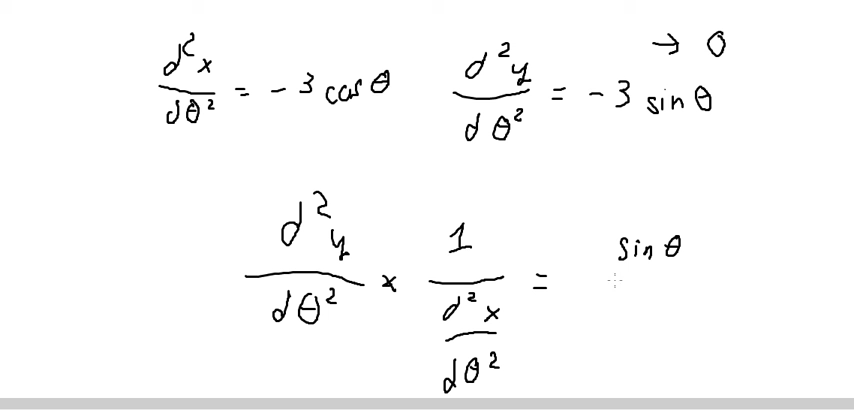 → 0
d²x/dθ² = - 3 cos θ d²y/dθ² = - 3 sin θ
d²y/dθ² × 1/(d²x/dθ²) = sin θ